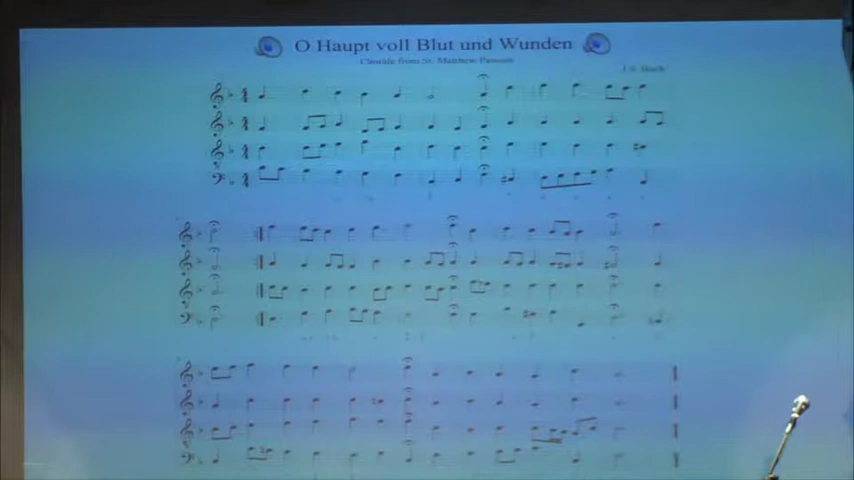 O Haupt voll Blut und Wunden
Chorale from St. Matthew Passion
J.S. Bach